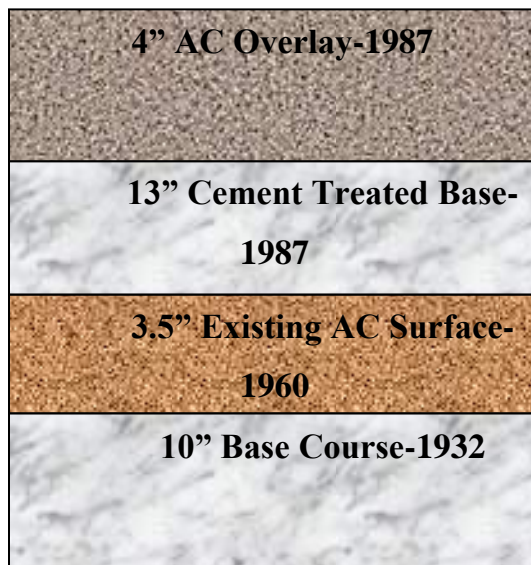 4” AC Overlay-1987
13” Cement Treated Base-
1987
3.5” Existing AC Surface-
1960
10” Base Course-1932